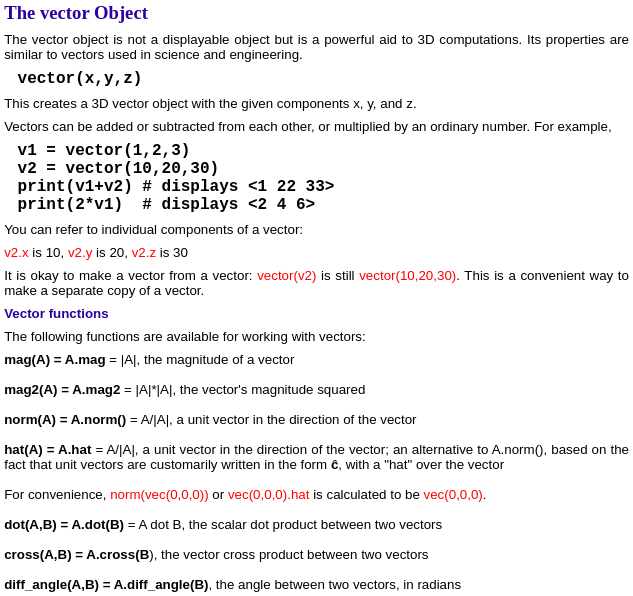 The vector Object
The vector object is not a displayable object but is a powerful aid to 3D computations. Its properties are
similar to vectors used in science and engineering.
vector(x,y,z)
This creates a 3D vector object with the given components x, y, and z.
Vectors can be added or subtracted from each other, or multiplied by an ordinary number. For example,
v1 = vector(1,2,3)
v2 = vector(10,20,30)
print(v1+v2) # displays <1 22 33>
print(2*v1)  # displays <2 4 6>
You can refer to individual components of a vector:
v2.x is 10, v2.y is 20, v2.z is 30
It is okay to make a vector from a vector: vector(v2) is still vector(10,20,30). This is a convenient way to
make a separate copy of a vector.
Vector functions
The following functions are available for working with vectors:
mag(A) = A.mag = |A|, the magnitude of a vector
mag2(A) = A.mag2 = |A|*|A|, the vector's magnitude squared
norm(A) = A.norm() = A/|A|, a unit vector in the direction of the vector
hat(A) = A.hat = A/|A|, a unit vector in the direction of the vector; an alternative to A.norm(), based on the
fact that unit vectors are customarily written in the form ĉ, with a "hat" over the vector
For convenience, norm(vec(0,0,0)) or vec(0,0,0).hat is calculated to be vec(0,0,0).
dot(A,B) = A.dot(B) = A dot B, the scalar dot product between two vectors
cross(A,B) = A.cross(B), the vector cross product between two vectors
diff_angle(A,B) = A.diff_angle(B), the angle between two vectors, in radians